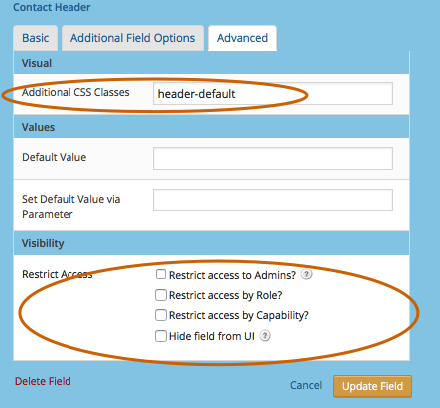 Contact Header
Basic
Additional Field Options
Advanced
Visual
Additional CSS Classes
header-default
Values
Default Value
Set Default Value via
Parameter
Visibility
Restrict Access
Restrict access to Admins? ?
Restrict access by Role?
Restrict access by Capability?
Hide field from UI ?
Delete Field
Cancel
Update Field